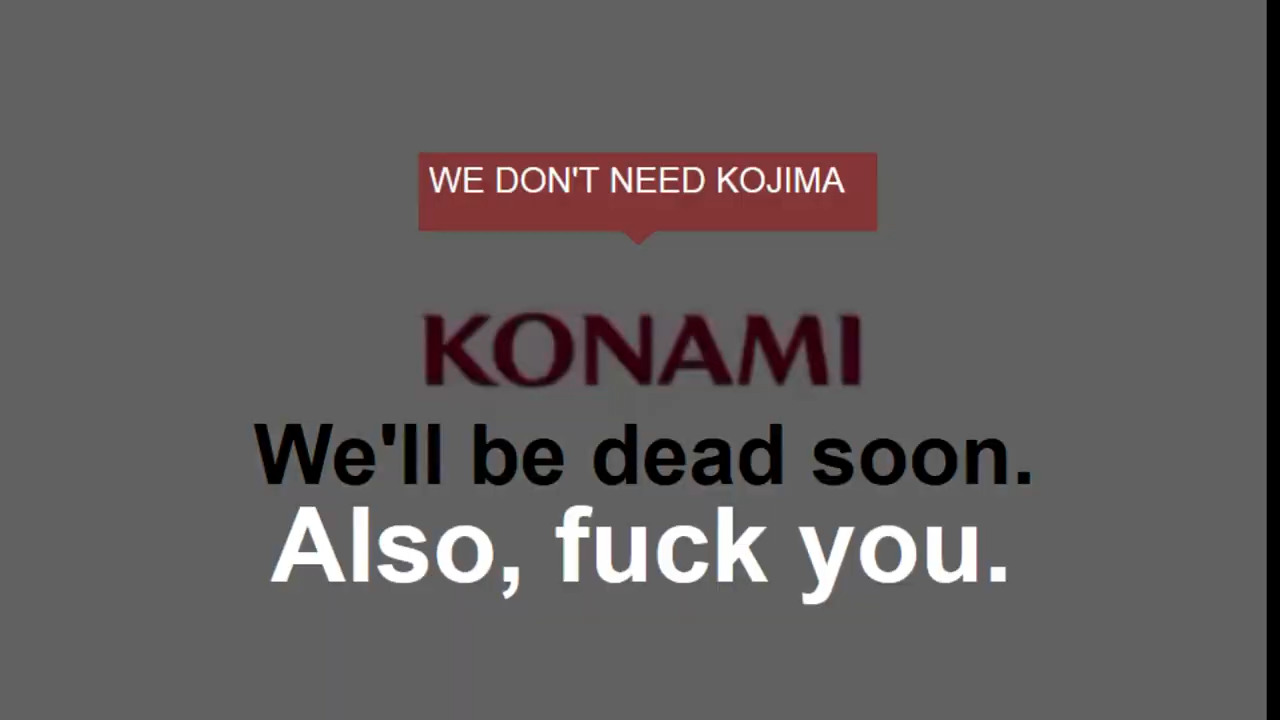 WE DON'T NEED KOJIMA
KONAMI
We'll be dead soon.
Also, fuck you.